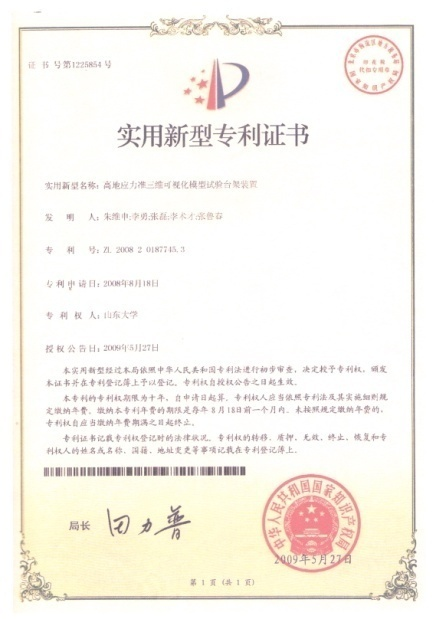 证 书 号第1225854号
实用新型专利证书
实用新型名称：高地应力准三维可视化模型试验台架装置
发　明　人：朱维申;李勇;张磊;李术才;张敦福
专　利　号：ZL 2008 2 0187745.3
专利申请日：2008年8月18日
专　利　权　人：山东大学
授权公告日：2009年5月27日
本实用新型经过本局依照中华人民共和国专利法进行初步审查，决定授予专利权，颁发
本证书并在专利登记簿上予以登记。专利权自授权公告之日起生效。
本专利的专利权期限为十年，自申请日起算。专利权人应当依照专利法及其实施细则规
定缴纳年费。缴纳本专利年费的期限是每年 8月18日前一个月内。未按照规定缴纳年费的，
专利权自应当缴纳年费期满之日起终止。
专利证书记载专利权登记时的法律状况。专利权的转移、质押、无效、终止、恢复和专
利权人的姓名或名称、国籍、地址变更等事项记载在专利登记簿上。
局长 田力普
中华人民共和国国家知识产权局
2009年5月27日
第 1 页 (共 1 页)